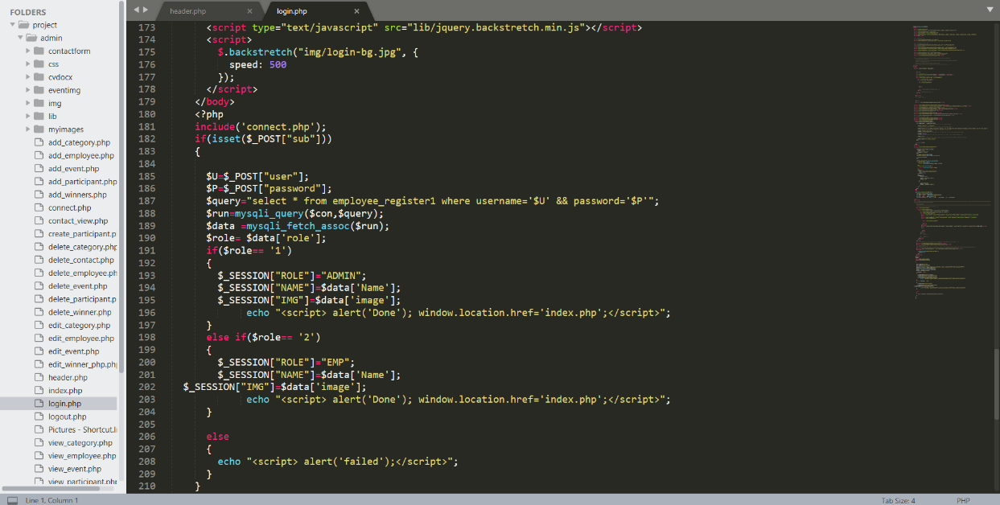 FOLDERS
project
admin
contactform
css
cvdocx
eventimg
img
lib
myimages
add_category.php
add_employee.php
add_event.php
add_participant.php
add_winners.php
connect.php
contact_view.php
create_participant.p
delete_category.php
delete_contact.php
delete_employee.ph
delete_event.php
delete_participant.p
delete_winner.php
edit_category.php
edit_employee.php
edit_event.php
edit_winner_php.ph
header.php
index.php
login.php
logout.php
Pictures - Shortcut.l
view_category.php
view_employee.php
view_event.php
view_participant.php
header.php × login.php ×
173 <script type="text/javascript" src="lib/jquery.backstretch.min.js"></script>
174 <script>
175 $.backstretch("img/login-bg.jpg", {
176 speed: 500
177 });
178 </script>
179 </body>
180 <?php
181 include('connect.php');
182 if(isset($_POST["sub"]))
183 {
184
185 $U=$_POST["user"];
186 $P=$_POST["password"];
187 $query="select * from employee_register1 where username='$U' && password='$P'";
188 $run=mysqli_query($con,$query);
189 $data =mysqli_fetch_assoc($run);
190 $role= $data['role'];
191 if($role== '1')
192 {
193 $_SESSION["ROLE"]="ADMIN";
194 $_SESSION["NAME"]=$data['Name'];
195 $_SESSION["IMG"]=$data['image'];
196 echo "<script> alert('Done'); window.location.href='index.php';</script>";
197 }
198 else if($role== '2')
199 {
200 $_SESSION["ROLE"]="EMP";
201 $_SESSION["NAME"]=$data['Name'];
202 $_SESSION["IMG"]=$data['image'];
203 echo "<script> alert('Done'); window.location.href='index.php';</script>";
204 }
205
206 else
207 {
208 echo "<script> alert('failed');</script>";
209 }
210 }
Line 1, Column 1 Tab Size: 4 PHP